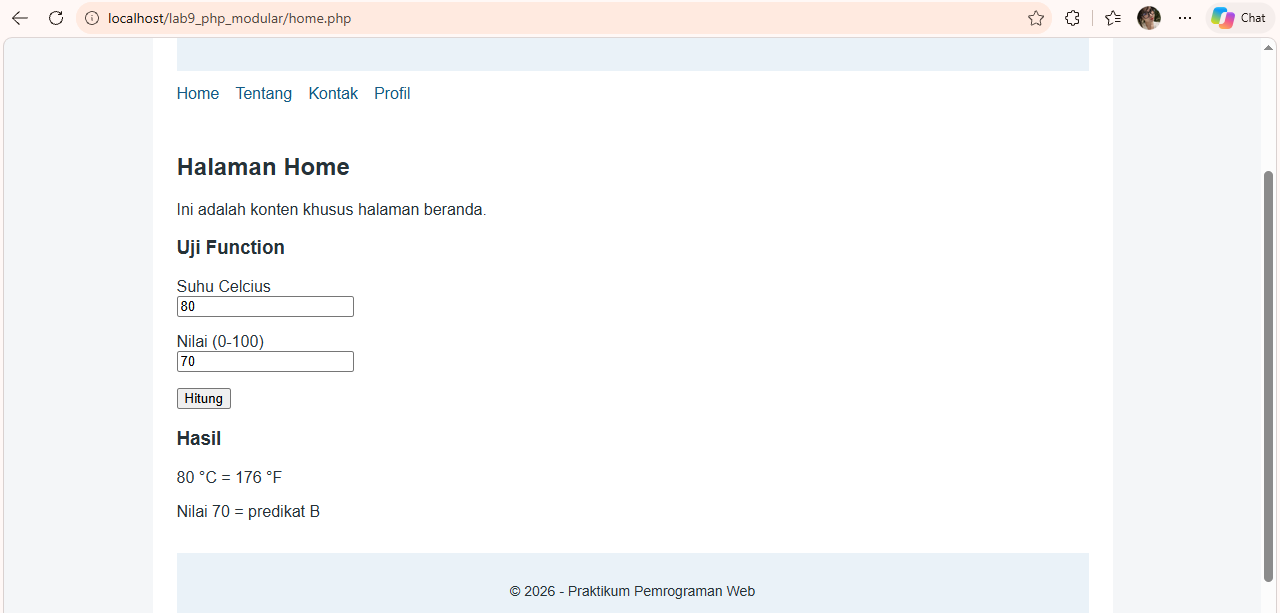 localhost/lab9_php_modular/home.php
Chat
Home Tentang Kontak Profil
Halaman Home
Ini adalah konten khusus halaman beranda.
Uji Function
Suhu Celcius
80
Nilai (0-100)
70
Hitung
Hasil
80 °C = 176 °F
Nilai 70 = predikat B
© 2026 - Praktikum Pemrograman Web